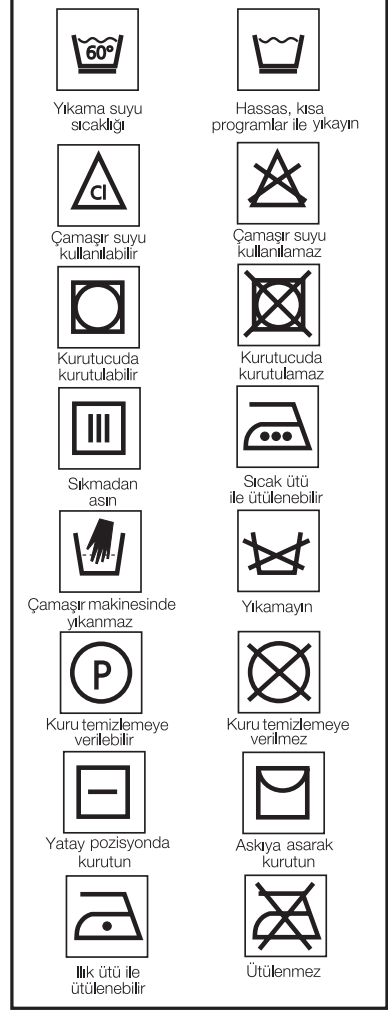 60°
Yıkama suyu
sıcaklığı
Hassas, kısa
programlar ile yıkayın
Cl
Çamaşır suyu
kullanılabilir
Çamaşır suyu
kullanılamaz
Kurutucuda
kurutulabilir
Kurutucuda
kurutulamaz
Sıkmadan
asın
Sıcak ütü
ile ütülenebilir
Çamaşır makinesinde
yıkanmaz
Yıkamayın
P
Kuru temizlemeye
verilebilir
Kuru temizlemeye
verilmez
Yatay pozisyonda
kurutun
Askıya asarak
kurutun
Ilık ütü ile
ütülenebilir
Ütülenmez